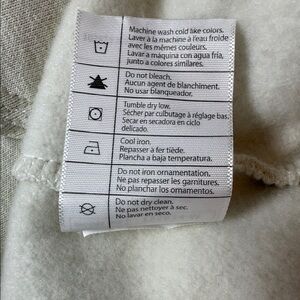 Machine wash cold like colors.
Laver à la machine à l'eau froide
avec les mêmes couleurs.
Lavar a máquina con agua fría,
junto a colores similares.
Do not bleach.
Aucun agent de blanchiment.
No usar blanqueador.
Tumble dry low.
Sécher par culbutage à réglage bas.
Secar en secadora en ciclo
delicado.
Cool iron.
Repasser à fer tiède.
Plancha a baja temperatura.
Do not iron ornamentation.
Ne pas repasser les garnitures.
No planchar los ornamentos.
Do not dry clean.
Ne pas nettoyer à sec.
No lavar en seco.